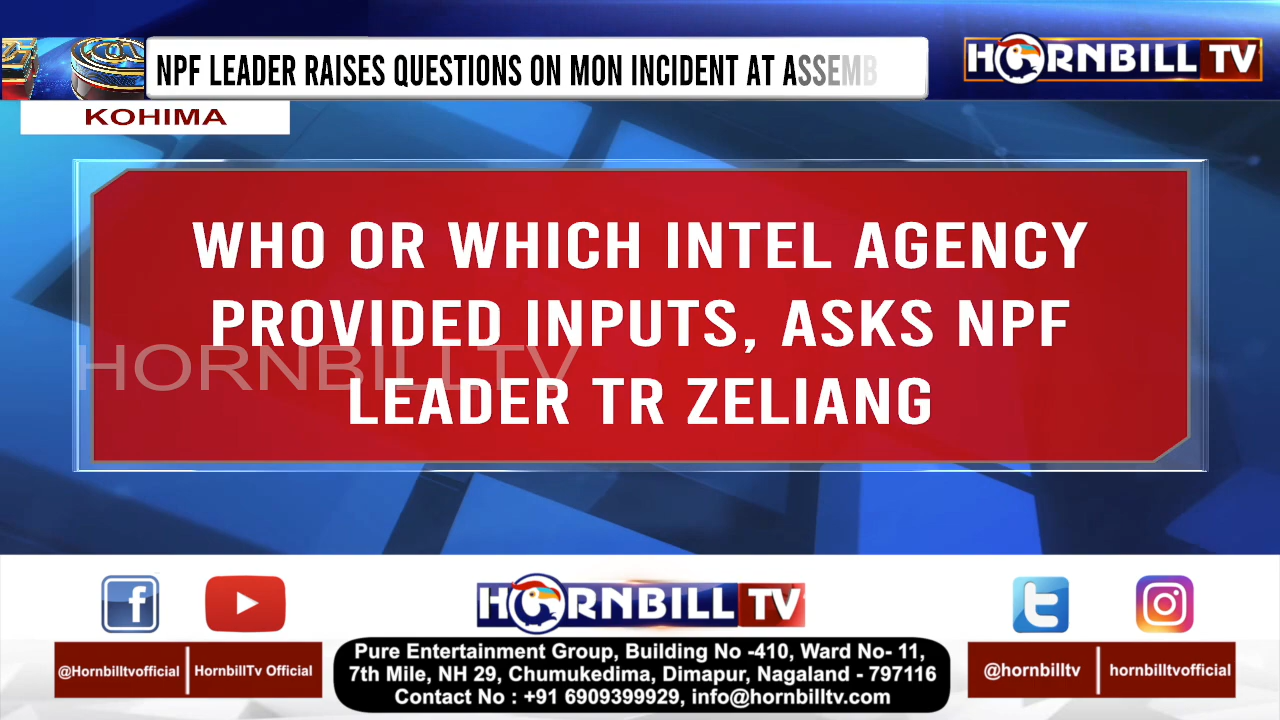 NPF LEADER RAISES QUESTIONS ON MON INCIDENT AT ASSEMB
HORNBILL TV
KOHIMA
WHO OR WHICH INTEL AGENCY
PROVIDED INPUTS, ASKS NPF
LEADER TR ZELIANG
HORNBILLTV
HORNBILL TV
@Hornbilltvofficial
HornbillTv Official
Pure Entertainment Group, Building No -410, Ward No- 11,
7th Mile, NH 29, Chumukedima, Dimapur, Nagaland - 797116
Contact No : +91 6909399929, info@hornbilltv.com
@hornbilltv
hornbilltvofficial